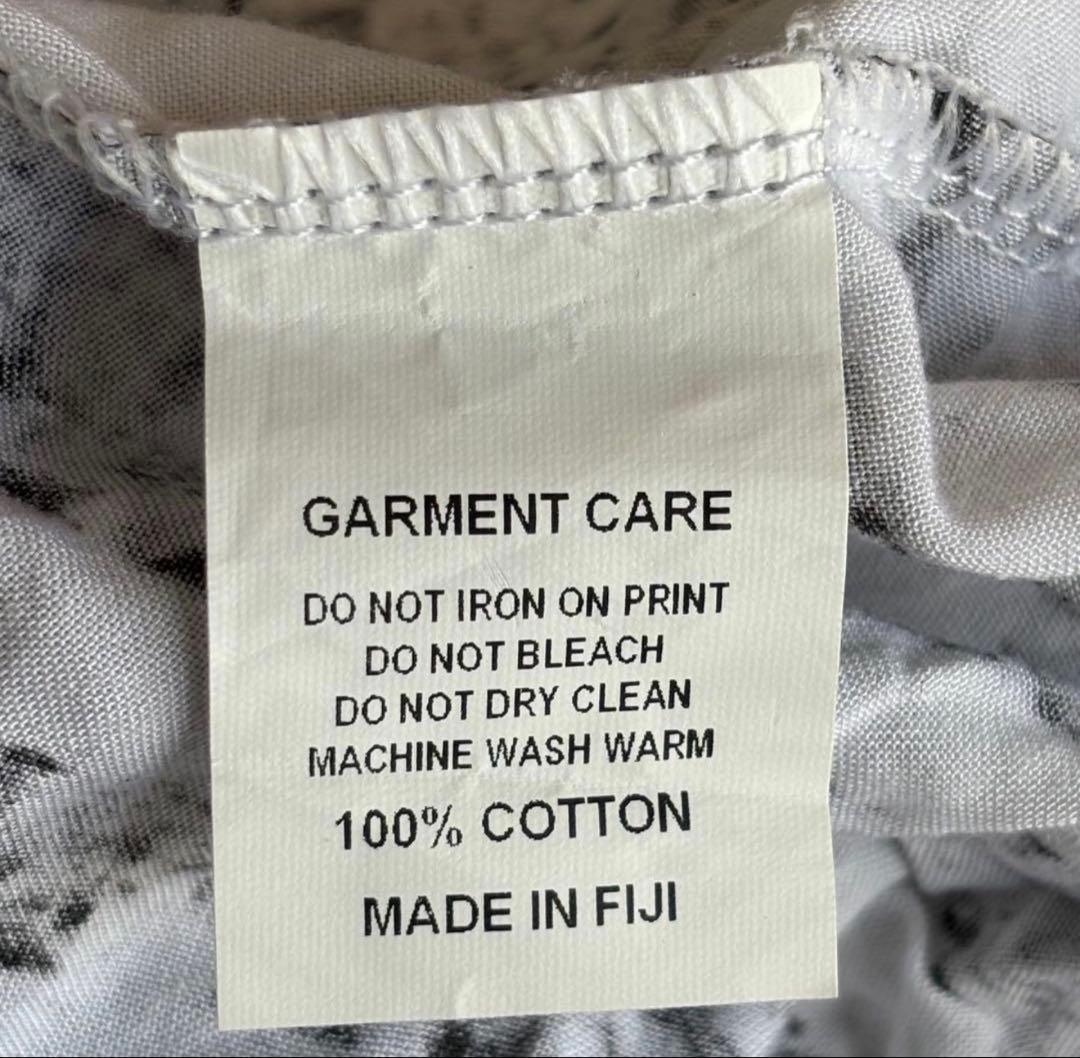 GARMENT CARE
DO NOT IRON ON PRINT
DO NOT BLEACH
DO NOT DRY CLEAN
MACHINE WASH WARM
100% COTTON
MADE IN FIJI